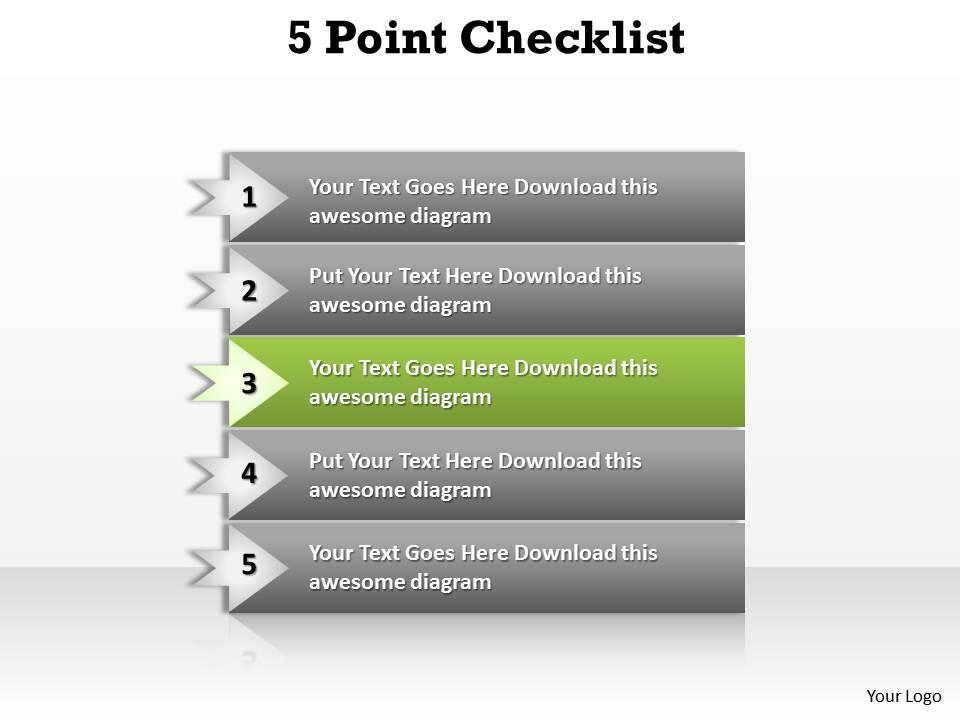 5 Point Checklist
1
Your Text Goes Here Download this
awesome diagram
2
Put Your Text Here Download this
awesome diagram
3
Your Text Goes Here Download this
awesome diagram
4
Put Your Text Here Download this
awesome diagram
5
Your Text Goes Here Download this
awesome diagram
Your Logo